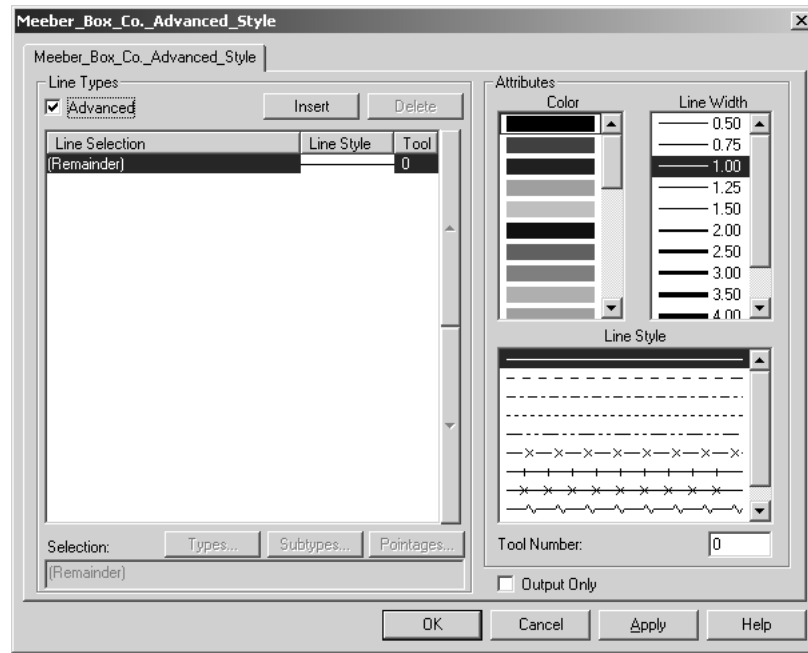 Meeber_Box_Co._Advanced_Style
Meeber_Box_Co._Advanced_Style
Line Types
Advanced
Insert
Delete
Line Selection Line Style Tool
(Remainder) 0
Selection:
Types...
Subtypes...
Pointages...
(Remainder)
Attributes
Color
Line Width
0.50
0.75
1.00
1.25
1.50
2.00
2.50
3.00
3.50
4.00
Line Style
Tool Number: 0
Output Only
OK
Cancel
Apply
Help